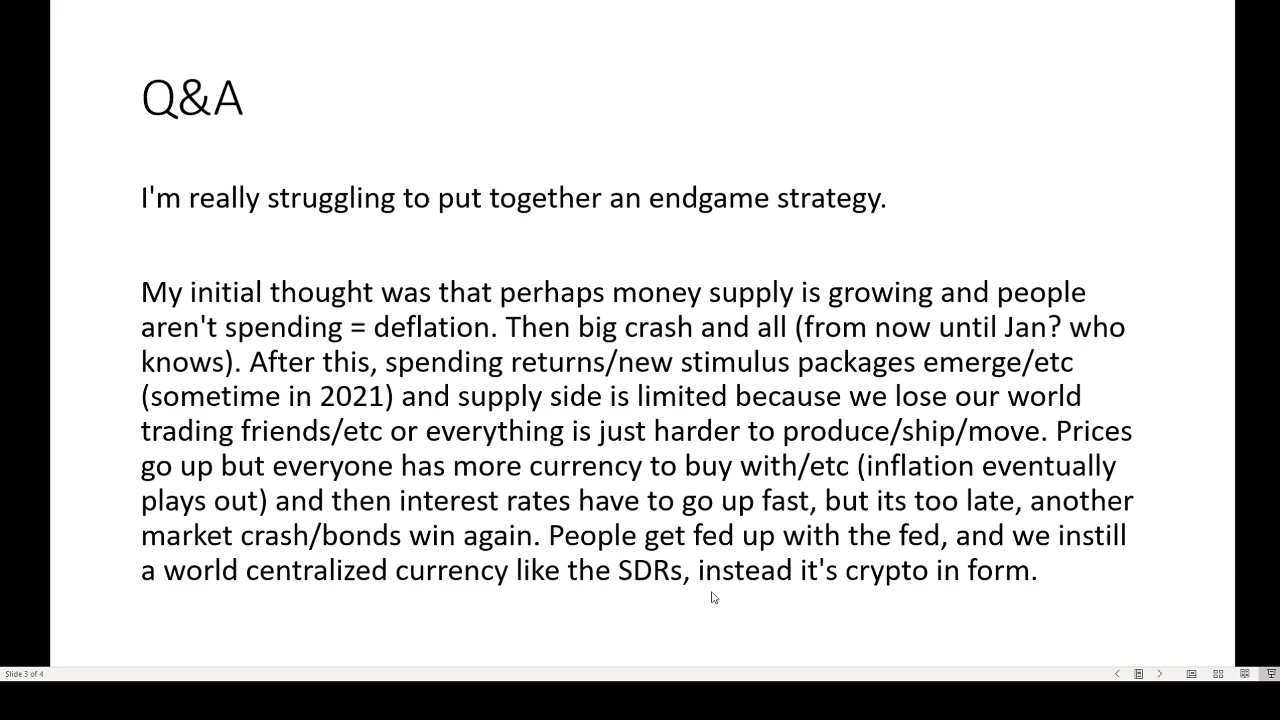 Q&A
I'm really struggling to put together an endgame strategy.
My initial thought was that perhaps money supply is growing and people
aren't spending = deflation. Then big crash and all (from now until Jan? who
knows). After this, spending returns/new stimulus packages emerge/etc
(sometime in 2021) and supply side is limited because we lose our world
trading friends/etc or everything is just harder to produce/ship/move. Prices
go up but everyone has more currency to buy with/etc (inflation eventually
plays out) and then interest rates have to go up fast, but its too late, another
market crash/bonds win again. People get fed up with the fed, and we instill
a world centralized currency like the SDRs, instead it's crypto in form.
Slide 3 of 4